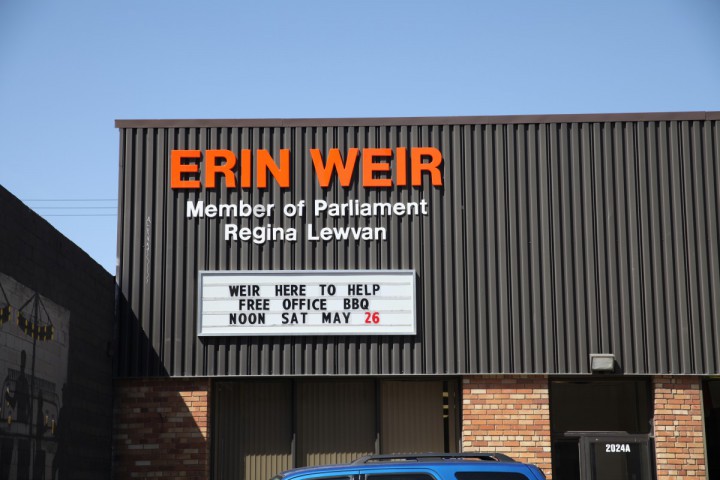 ERIN WEIR
Member of Parliament
Regina Lewvan
WEIR HERE TO HELP
FREE OFFICE BBQ
NOON SAT MAY 26
2024A